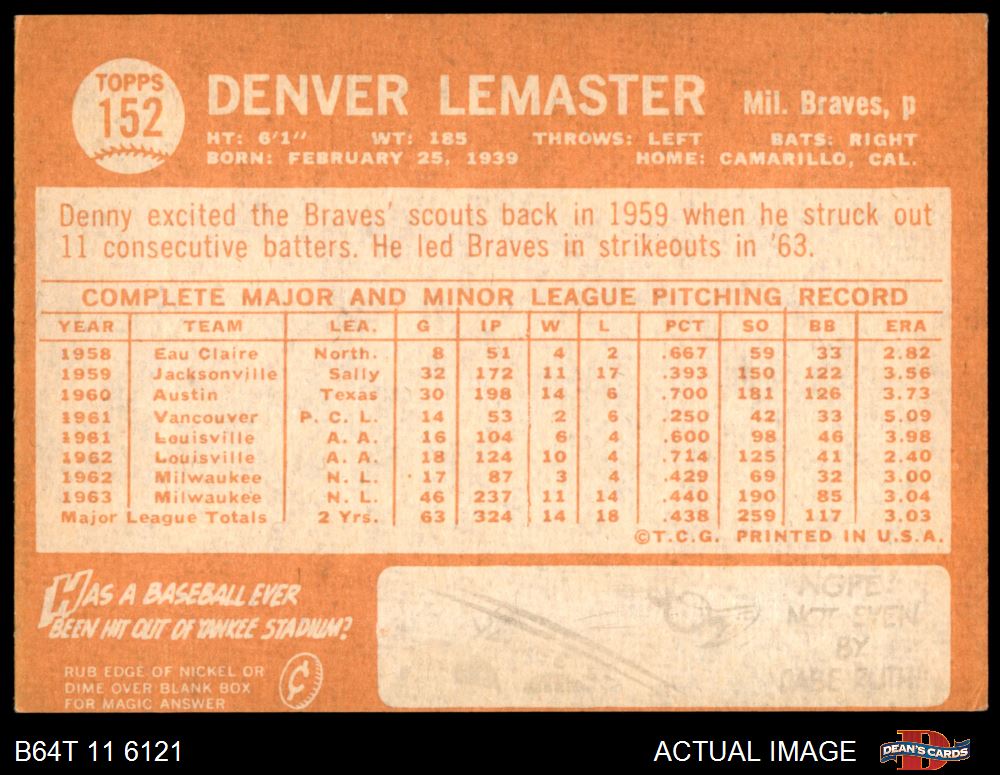 TOPPS
152
DENVER LEMASTER Mil. Braves, p
HT: 6'1" WT: 185 THROWS: LEFT BATS: RIGHT
BORN: FEBRUARY 25, 1939 HOME: CAMARILLO, CAL.
Denny excited the Braves' scouts back in 1959 when he struck out
11 consecutive batters. He led Braves in strikeouts in '63.
COMPLETE MAJOR AND MINOR LEAGUE PITCHING RECORD
YEAR TEAM LEA. G IP W L PCT SO BB ERA
1958 Eau Claire North. 8 51 4 2 .667 59 33 2.82
1959 Jacksonville Sally 32 172 11 17 .393 150 122 3.56
1960 Austin Texas 30 198 14 6 .700 181 126 3.73
1961 Vancouver P. C. L. 14 53 2 6 .250 42 33 5.09
1961 Louisville A. A. 16 104 6 4 .600 98 46 3.98
1962 Louisville A. A. 18 124 10 4 .714 125 41 2.40
1962 Milwaukee N. L. 17 87 3 4 .429 69 32 3.00
1963 Milwaukee N. L. 46 237 11 14 .440 190 85 3.04
Major League Totals 2 Yrs. 63 324 14 18 .438 259 117 3.03
©T.C.G. PRINTED IN U.S.A.
HAS A BASEBALL EVER
BEEN HIT OUT OF YANKEE STADIUM?
RUB EDGE OF NICKEL OR
DIME OVER BLANK BOX
FOR MAGIC ANSWER
¢
NOPE!
NOT EVEN
BY
BABE RUTH!
B64T 11 6121
ACTUAL IMAGE
D
DEAN'S CARDS